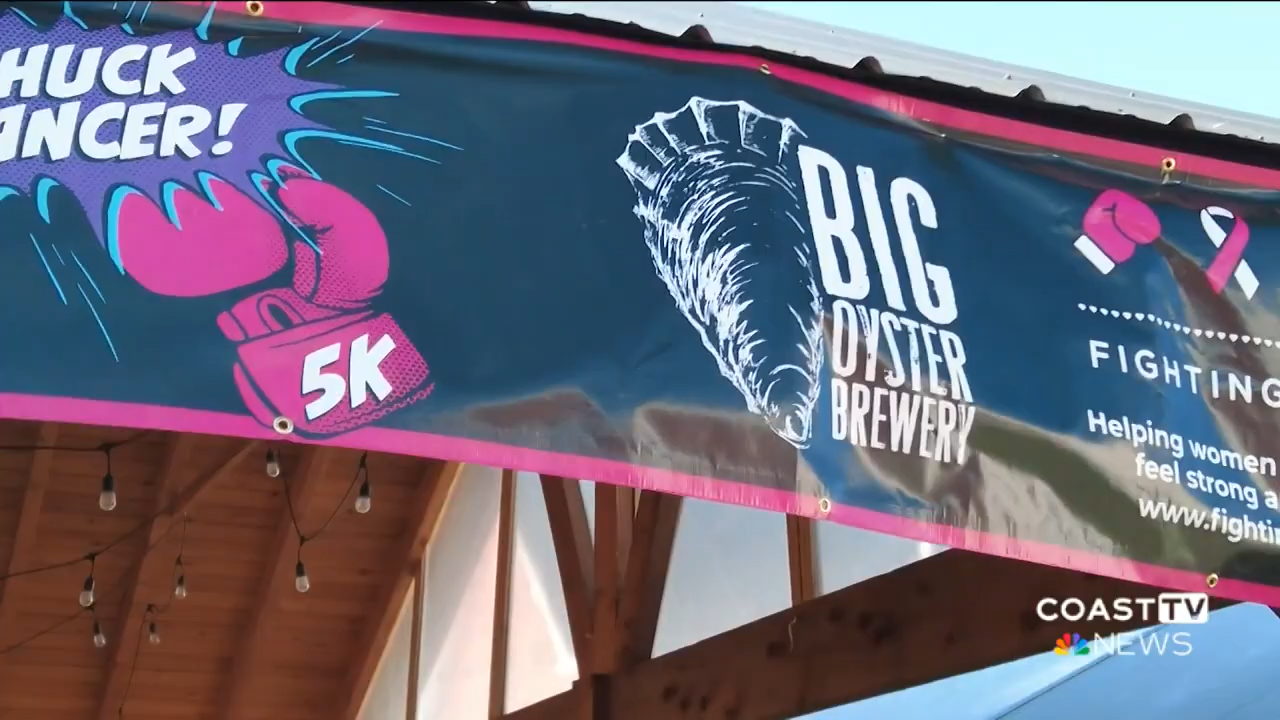 HUCK
ANCER!
5K
BIG
OYSTER
BREWERY
FIGHTING
Helping women
feel strong a
www.fightin
COAST TV
NEWS